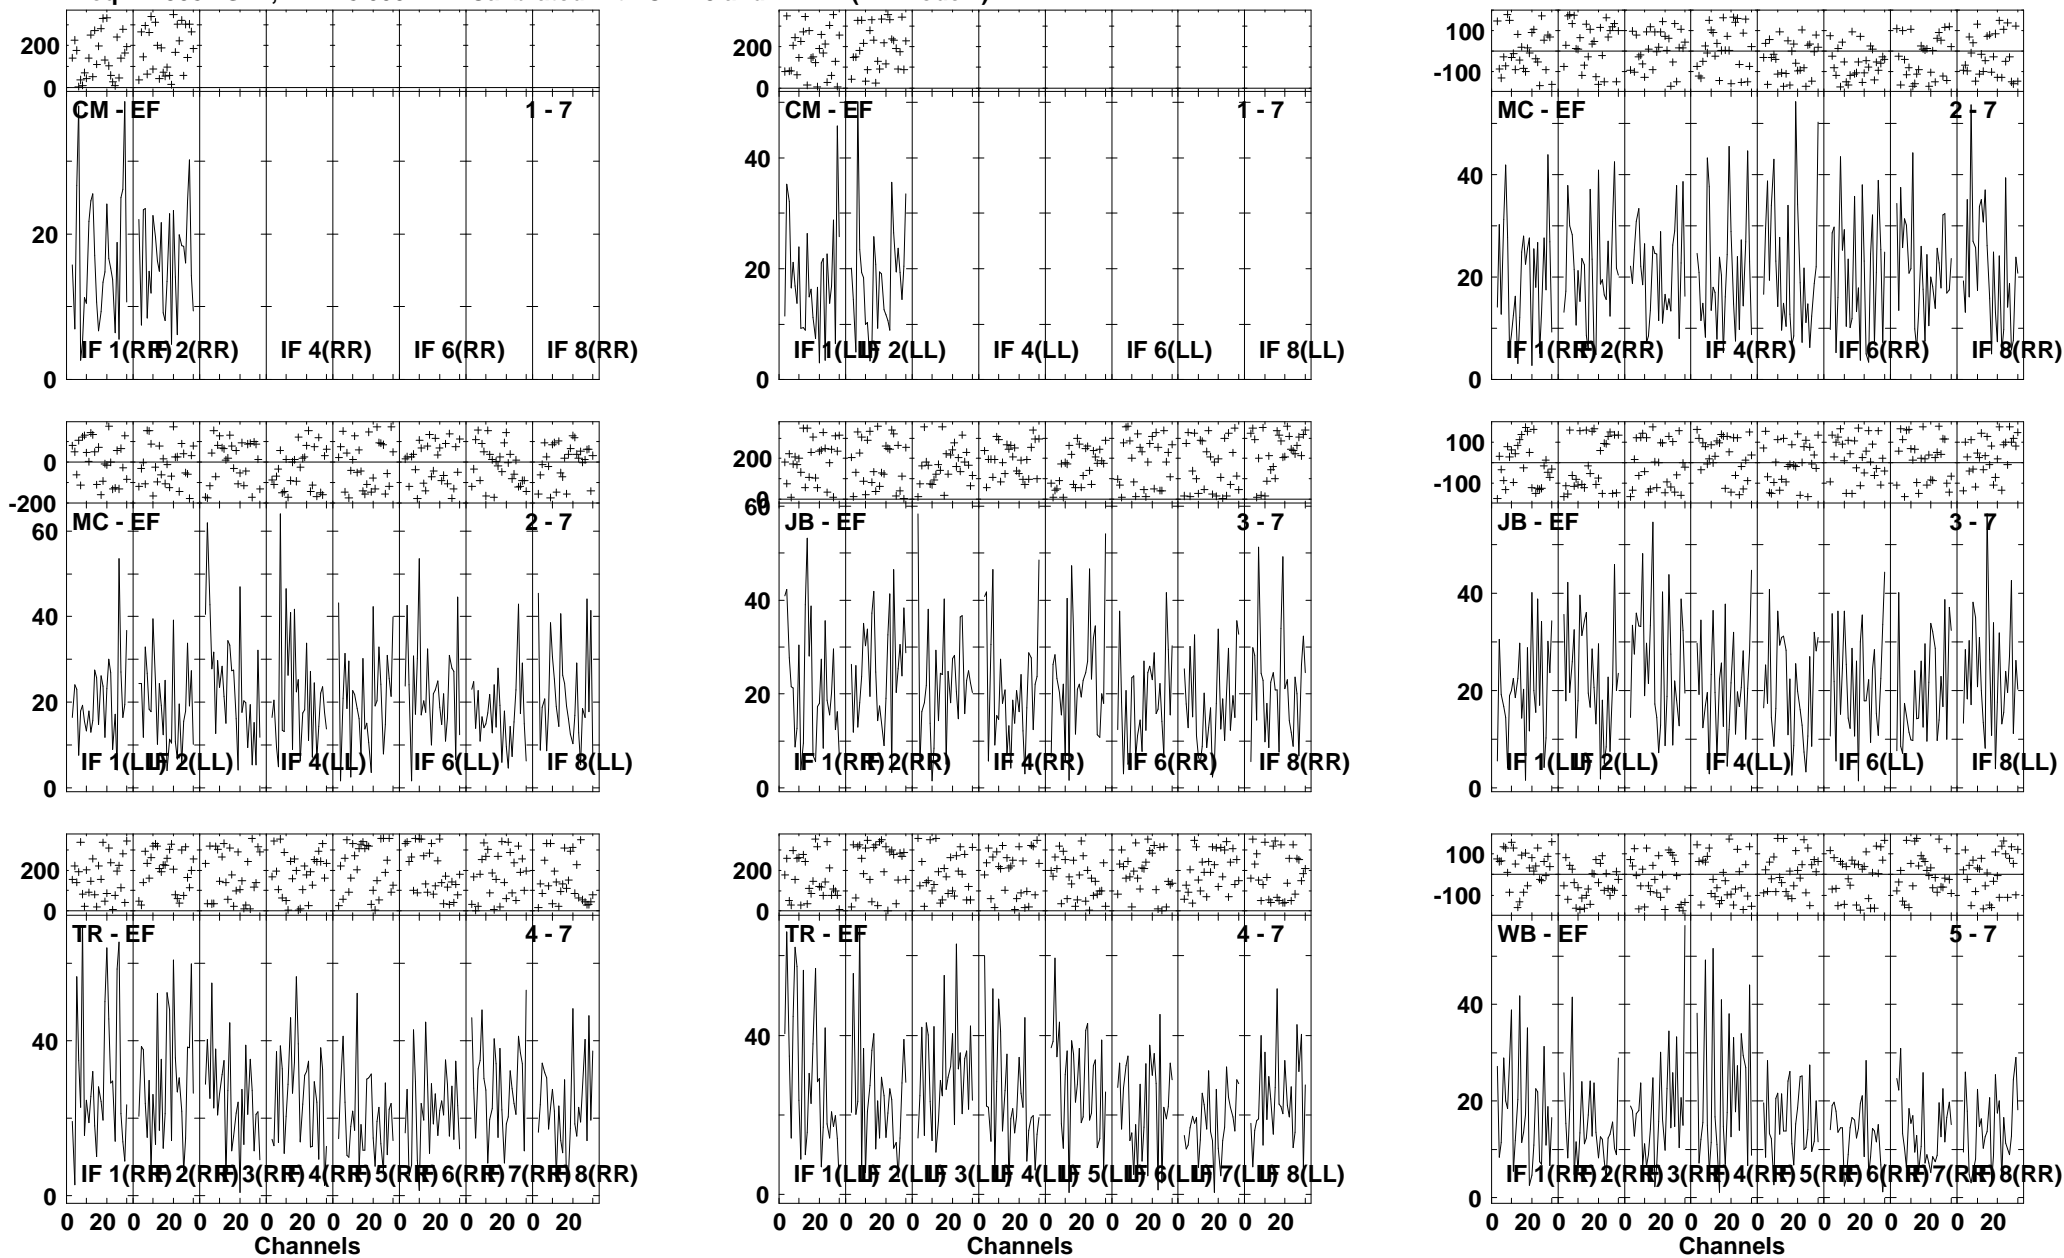 200
0
CM - EF 1 - 7
20
0
IF 1(RR) IF 2(RR) IF 4(RR) IF 6(RR) IF 8(RR)
200
0
CM - EF 1 - 7
40
20
0
IF 1(LL) IF 2(LL) IF 4(LL) IF 6(LL) IF 8(LL)
100
-100
MC - EF 2 - 7
40
20
0
IF 1(RR) IF 2(RR) IF 4(RR) IF 6(RR) IF 8(RR)
0
-200
MC - EF 2 - 7
60
40
20
0
IF 1(LL) IF 2(LL) IF 4(LL) IF 6(LL) IF 8(LL)
200
0
JB - EF 3 - 7
60
40
20
0
IF 1(RR) IF 2(RR) IF 4(RR) IF 6(RR) IF 8(RR)
100
-100
JB - EF 3 - 7
40
20
0
IF 1(LL) IF 2(LL) IF 4(LL) IF 6(LL) IF 8(LL)
200
0
TR - EF 4 - 7
40
0
IF 1(RR) IF 2(RR) IF 3(RR) IF 4(RR) IF 5(RR) IF 6(RR) IF 7(RR) IF 8(RR)
0 20 0 20 0 20 0 20 0 20 0 20 0 20 0 20
Channels
200
0
TR - EF 4 - 7
40
0
IF 1(LL) IF 2(LL) IF 3(LL) IF 4(LL) IF 5(LL) IF 6(LL) IF 7(LL) IF 8(LL)
0 20 0 20 0 20 0 20 0 20 0 20 0 20 0 20
Channels
100
-100
WB - EF 5 - 7
40
20
0
IF 1(RR) IF 2(RR) IF 3(RR) IF 4(RR) IF 5(RR) IF 6(RR) IF 7(RR) IF 8(RR)
0 20 0 20 0 20 0 20 0 20 0 20 0 20 0 20
Channels